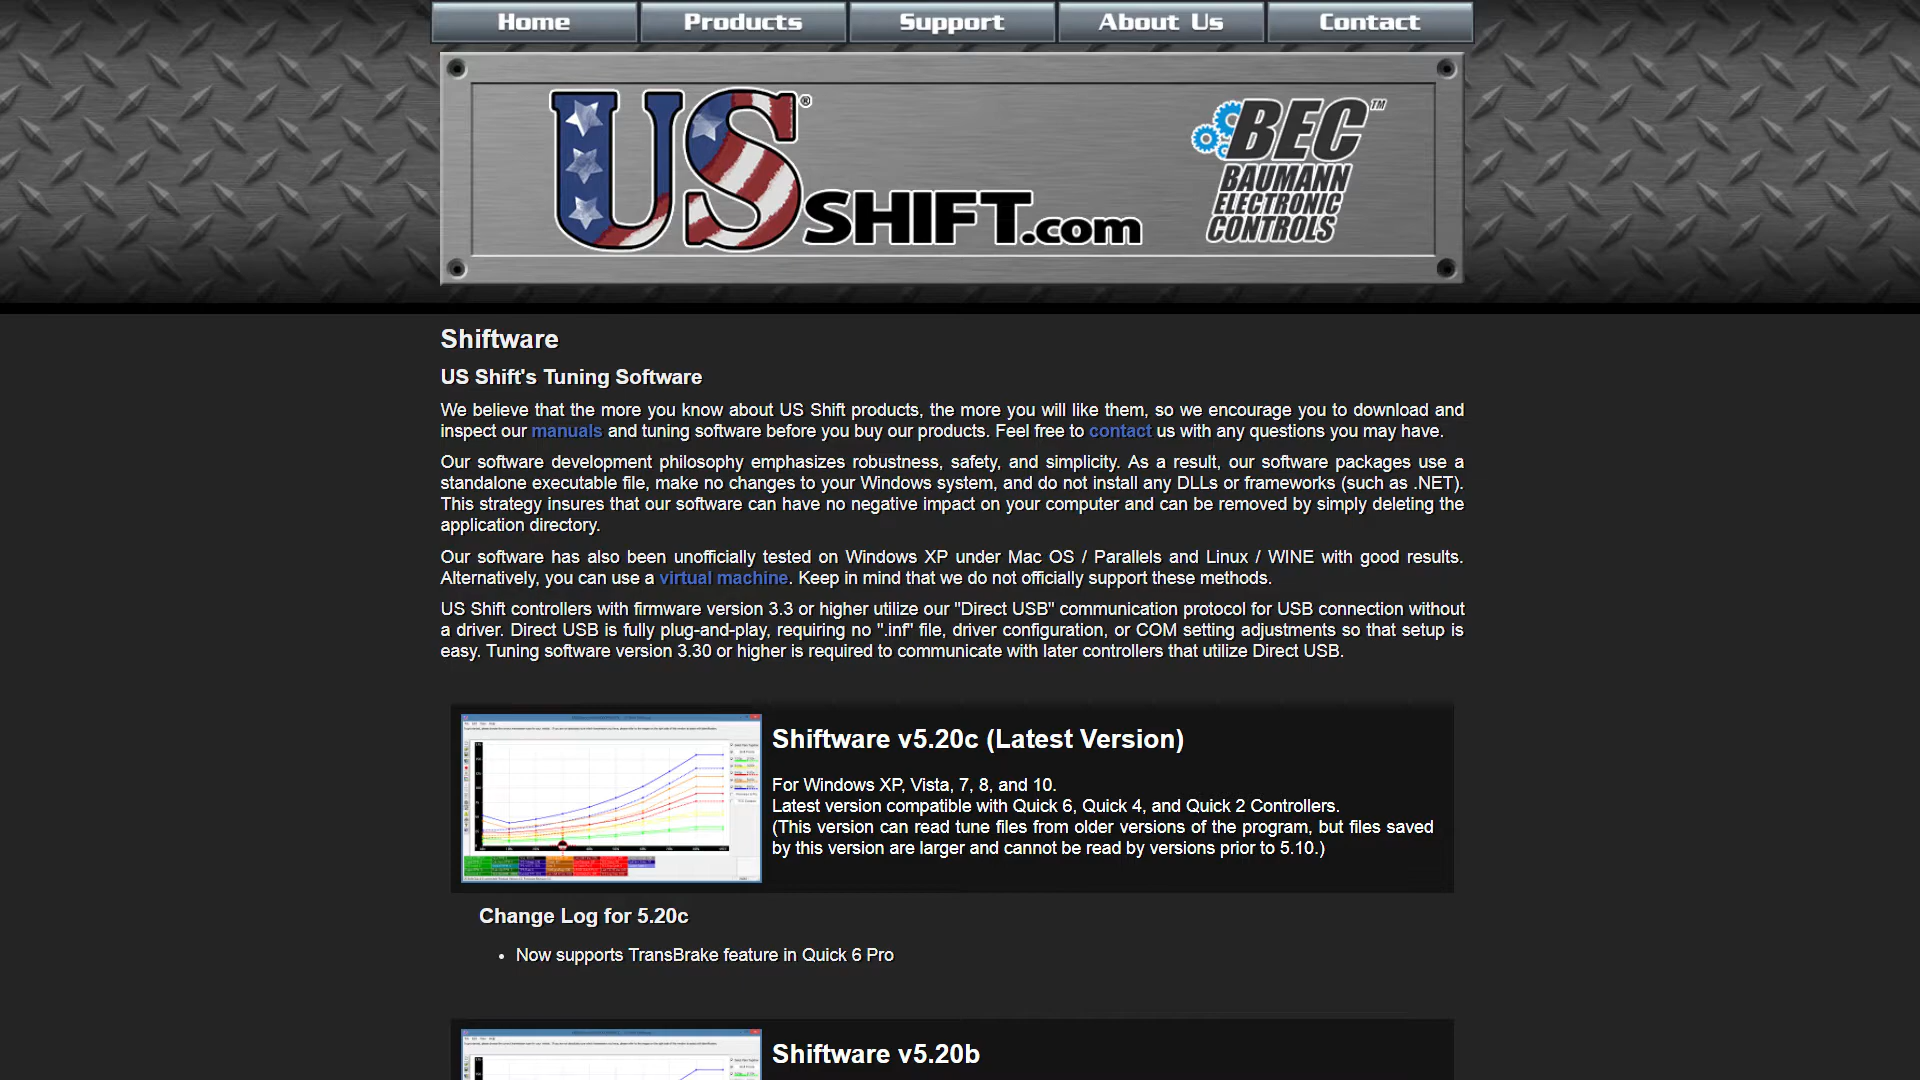 Home Products Support About Us Contact
US®
SHIFT.com
BEC™
BAUMANN
ELECTRONIC
CONTROLS
Shiftware
US Shift's Tuning Software
We believe that the more you know about US Shift products, the more you will like them, so we encourage you to download and
inspect our manuals and tuning software before you buy our products. Feel free to contact us with any questions you may have.
Our software development philosophy emphasizes robustness, safety, and simplicity. As a result, our software packages use a
standalone executable file, make no changes to your Windows system, and do not install any DLLs or frameworks (such as .NET).
This strategy insures that our software can have no negative impact on your computer and can be removed by simply deleting the
application directory.
Our software has also been unofficially tested on Windows XP under Mac OS / Parallels and Linux / WINE with good results.
Alternatively, you can use a virtual machine. Keep in mind that we do not officially support these methods.
US Shift controllers with firmware version 3.3 or higher utilize our "Direct USB" communication protocol for USB connection without
a driver. Direct USB is fully plug-and-play, requiring no ".inf" file, driver configuration, or COM setting adjustments so that setup is
easy. Tuning software version 3.30 or higher is required to communicate with later controllers that utilize Direct USB.
Shiftware v5.20c (Latest Version)
For Windows XP, Vista, 7, 8, and 10.
Latest version compatible with Quick 6, Quick 4, and Quick 2 Controllers.
(This version can read tune files from older versions of the program, but files saved
by this version are larger and cannot be read by versions prior to 5.10.)
Change Log for 5.20c
• Now supports TransBrake feature in Quick 6 Pro
Shiftware v5.20b